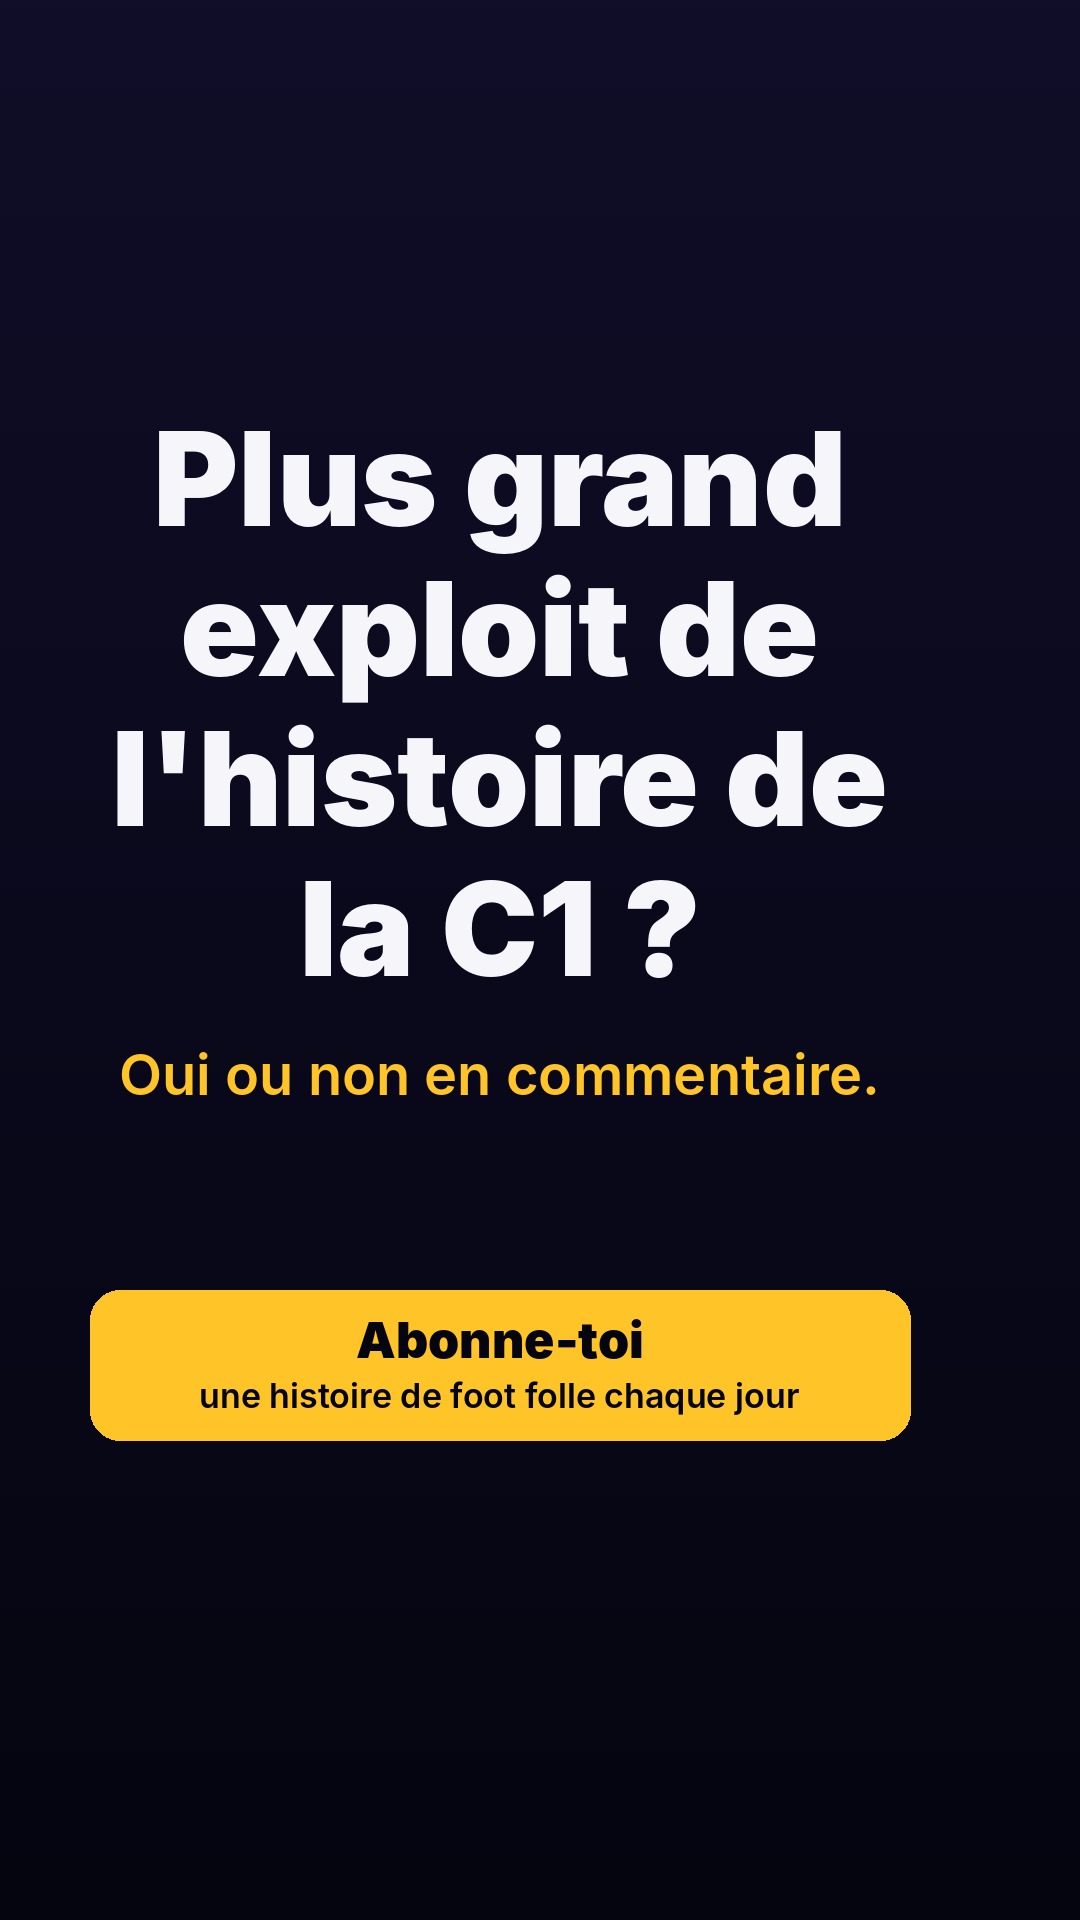 Plus grand
exploit de
l'histoire de
la C1 ?
Oui ou non en commentaire.
Abonne-toi
une histoire de foot folle chaque jour